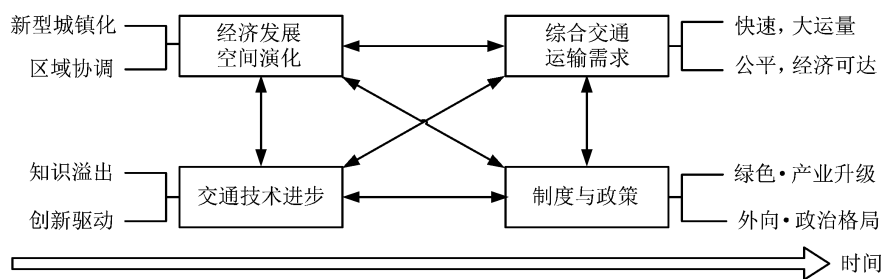 新型城镇化
区域协调
经济发展
空间演化
综合交通
运输需求
快速，大运量
公平，经济可达
知识溢出
创新驱动
交通技术进步
制度与政策
绿色·产业升级
外向·政治格局
时间